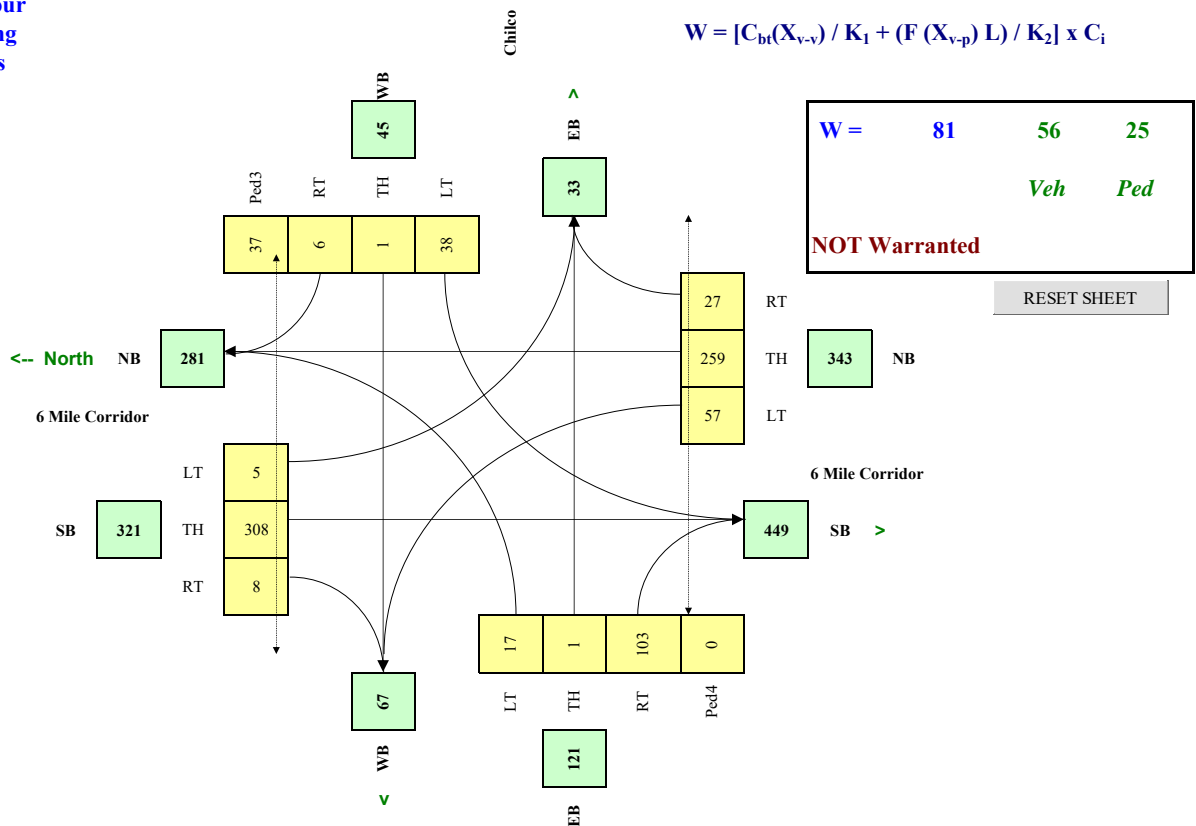 our
ng
s
Chilco
W = [Cbt(Xv-v) / K1 + (F (Xv-p) L) / K2] x Ci
W = 81 56 25
Veh Ped
NOT Warranted
RESET SHEET
WB
45
^
EB
33
Ped3 RT TH LT
37 6 1 38
27 RT
259 TH
57 LT
343 NB
<-- North NB 281
6 Mile Corridor
LT 5
TH 308
RT 8
SB 321
6 Mile Corridor
449 SB >
17 1 103 0
LT TH RT Ped4
67
WB
v
121
EB